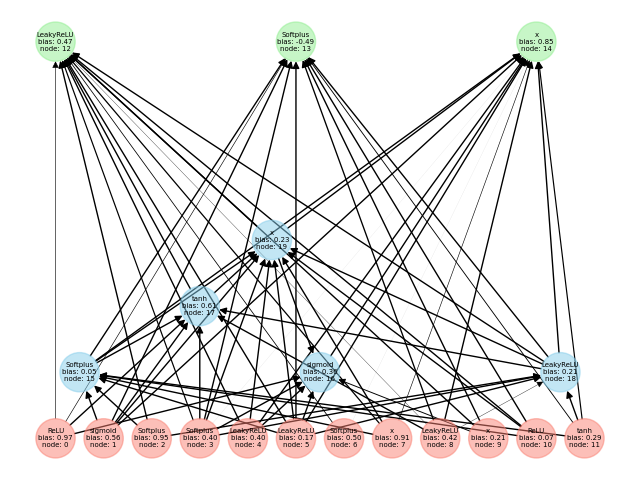 LeakyReLU
bias: 0.47
node: 12
Softplus
bias: -0.49
node: 13
x
bias: 0.85
node: 14
x
bias: 0.23
node: 19
tanh
bias: 0.61
node: 17
Softplus
bias: 0.05
node: 15
sigmoid
node: 16
LeakyReLU
bias: 0.21
node: 18
ReLU
bias: 0.97
node: 0
sigmoid
bias: 0.56
node: 1
Softplus
bias: 0.95
node: 2
Softplus
bias: 0.40
node: 3
LeakyReLU
bias: 0.40
node: 4
LeakyReLU
bias: 0.17
node: 5
Softplus
bias: 0.50
node: 6
x
bias: 0.91
node: 7
LeakyReLU
bias: 0.42
node: 8
x
bias: 0.21
node: 9
ReLU
bias: 0.07
node: 10
tanh
bias: 0.29
node: 11